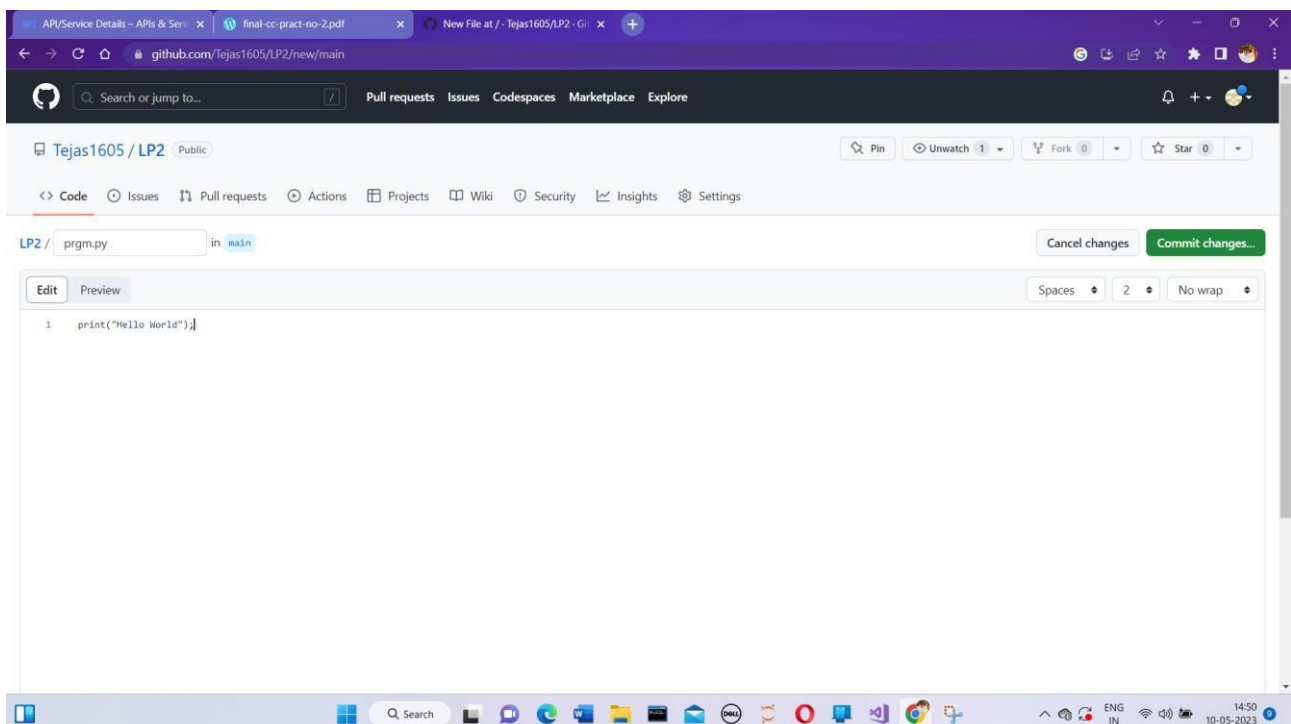 API/Service Details – APIs & Serv
final-cc-pract-no-2.pdf
New File at / · Tejas1605/LP2 · Git
github.com/Tejas1605/LP2/new/main
Search or jump to...
/
Pull requests Issues Codespaces Marketplace Explore
Tejas1605 / LP2 Public
Pin
Unwatch 1
Fork 0
Star 0
Code Issues Pull requests Actions Projects Wiki Security Insights Settings
LP2 / prgm.py in main
Cancel changes
Commit changes...
Edit Preview
Spaces 2 No wrap
1 print("Hello World");
Search
DELL
ENG
IN
14:50
10-05-2023
9